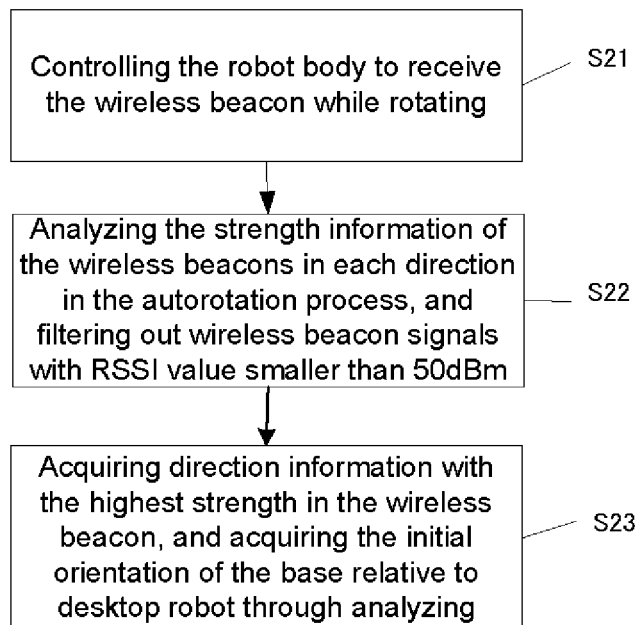 Controlling the robot body to receive
the wireless beacon while rotating
S21
Analyzing the strength information of
the wireless beacons in each direction
in the autorotation process, and
filtering out wireless beacon signals
with RSSI value smaller than 50dBm
S22
Acquiring direction information with
the highest strength in the wireless
beacon, and acquiring the initial
orientation of the base relative to
desktop robot through analyzing
S23